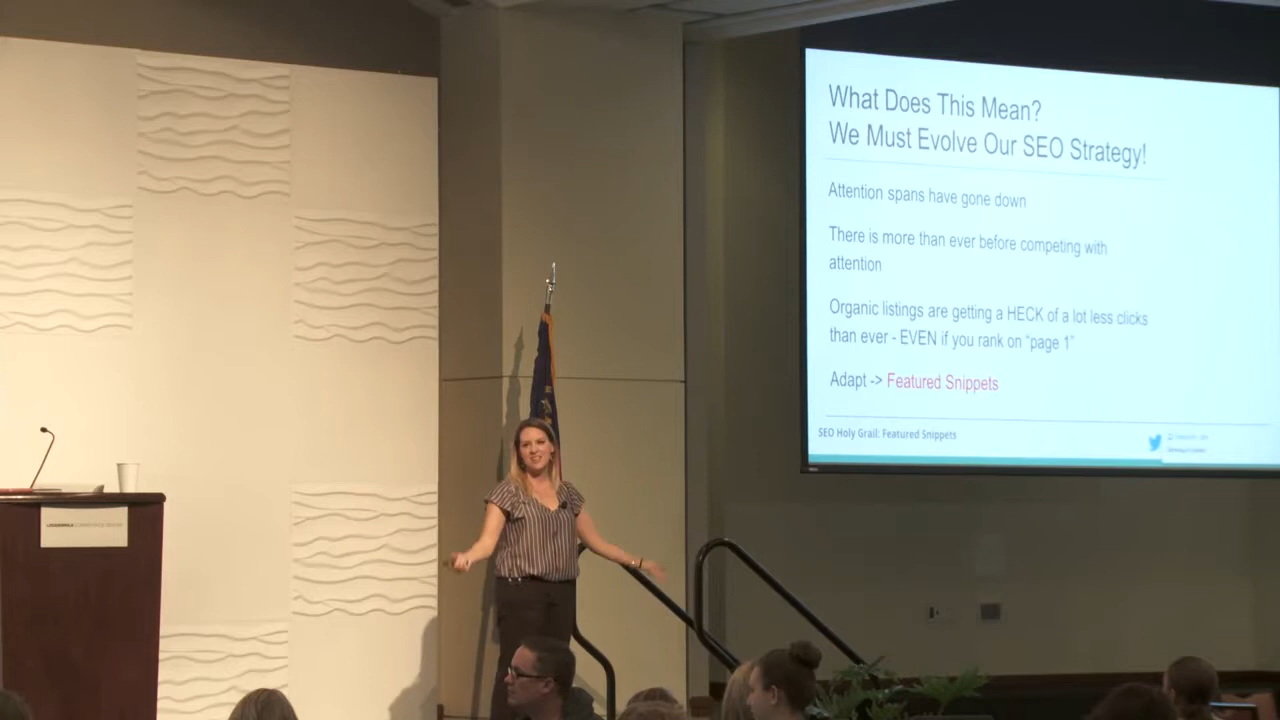 What Does This Mean?
We Must Evolve Our SEO Strategy!
Attention spans have gone down
There is more than ever before competing with
attention
Organic listings are getting a HECK of a lot less clicks
than ever - EVEN if you rank on “page 1”
Adapt -> Featured Snippets
SEO Holy Grail: Featured Snippets